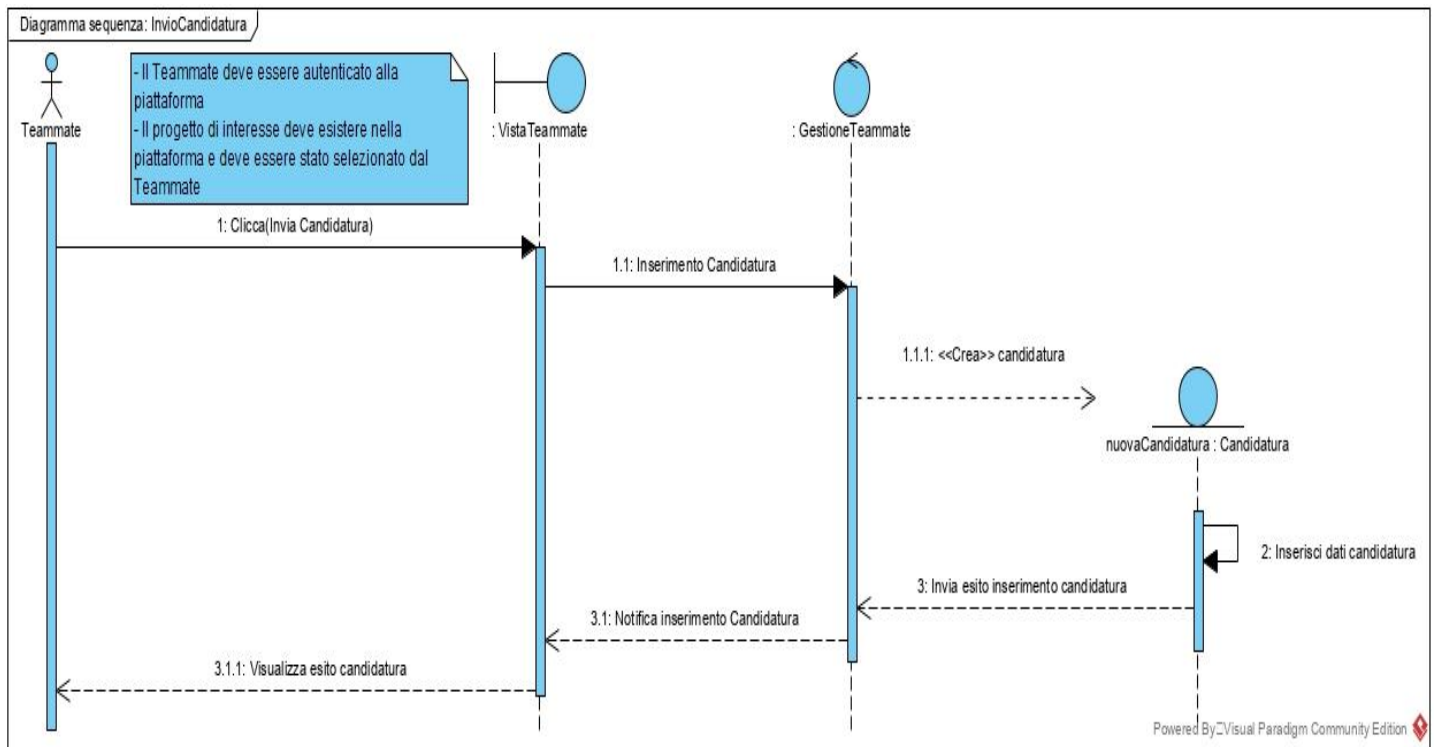 Diagramma sequenza: InvioCandidatura
- Il Teammate deve essere autenticato alla
piattaforma
- Il progetto di interesse deve esistere nella
piattaforma e deve essere stato selezionato dal
Teammate
Teammate
: VistaTeammate
: GestioneTeammate
1: Clicca(Invia Candidatura)
1.1: Inserimento Candidatura
1.1.1: <<Crea>> candidatura
nuovaCandidatura : Candidatura
2: Inserisci dati candidatura
3: Invia esito inserimento candidatura
3.1: Notifica inserimento Candidatura
3.1.1: Visualizza esito candidatura
Powered By Visual Paradigm Community Edition